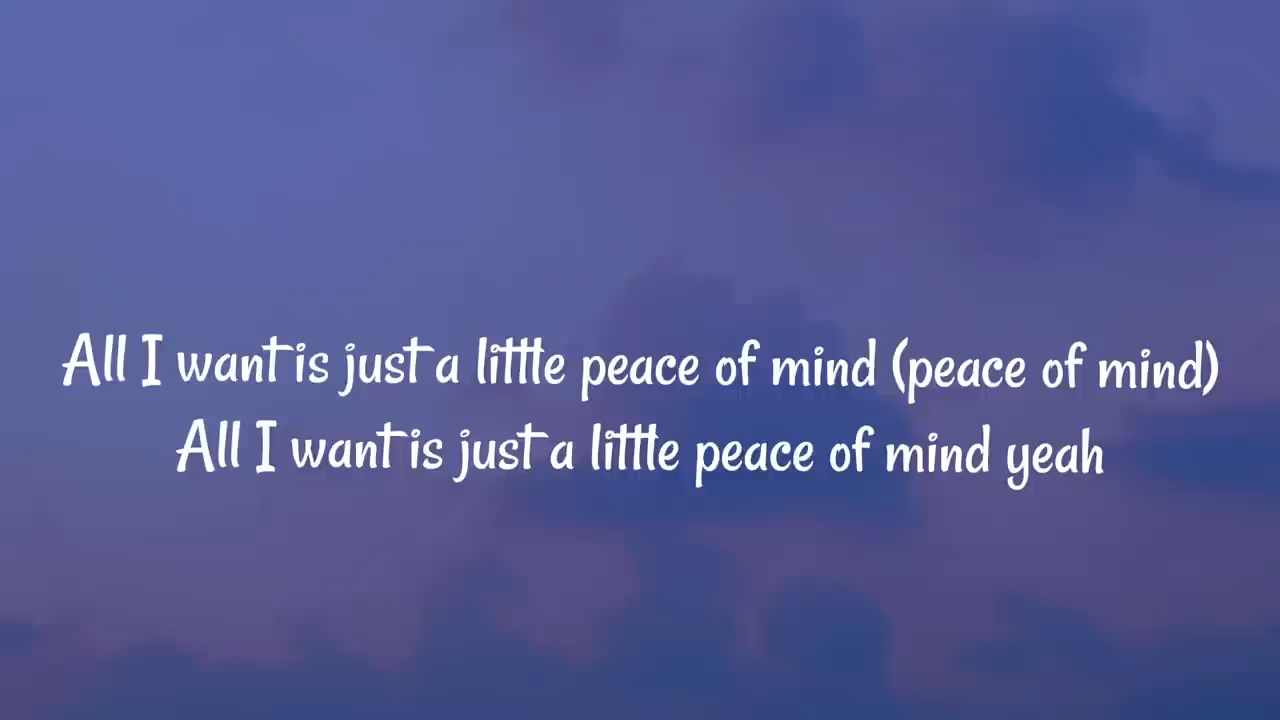 All I want is just a little peace of mind (peace of mind)
All I want is just a little peace of mind yeah